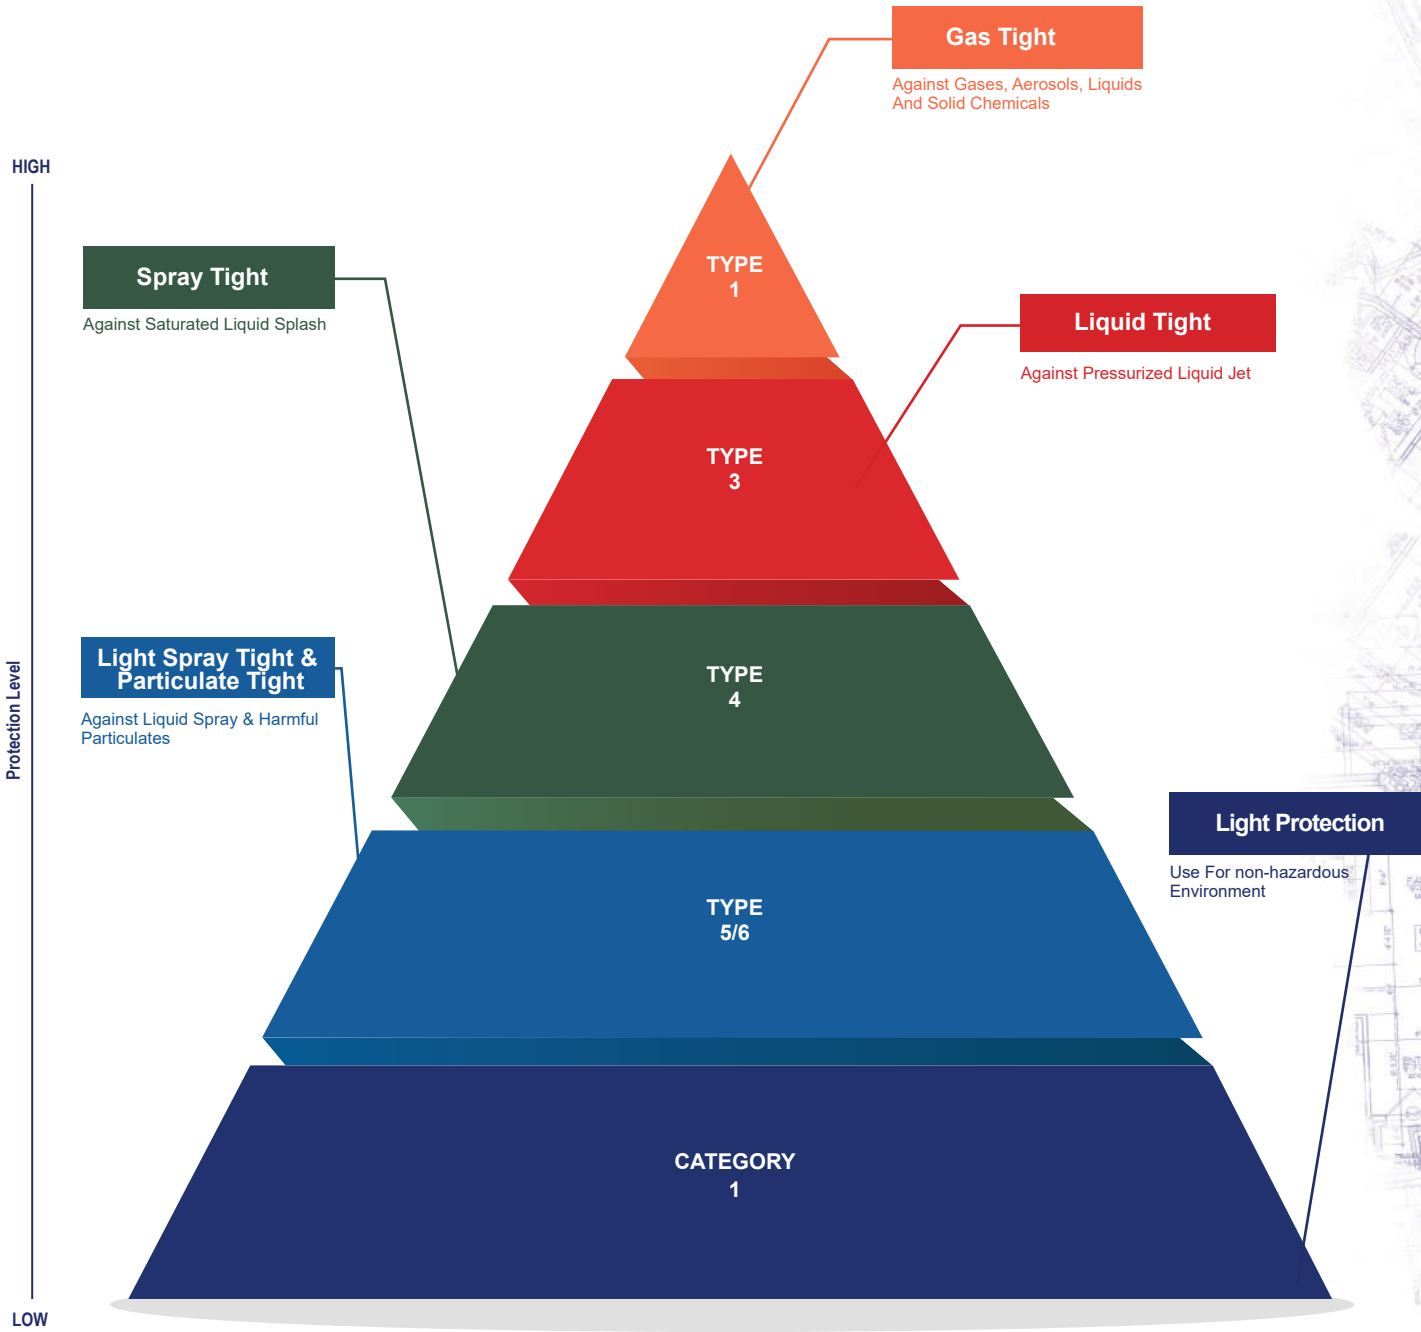 Gas Tight
Against Gases, Aerosols, Liquids
And Solid Chemicals
HIGH
Spray Tight
Against Saturated Liquid Splash
TYPE
1
Liquid Tight
Against Pressurized Liquid Jet
TYPE
3
Light Spray Tight &
Particulate Tight
Against Liquid Spray & Harmful
Particulates
Protection Level
TYPE
4
Light Protection
Use For non-hazardous
Environment
TYPE
5/6
CATEGORY
1
LOW